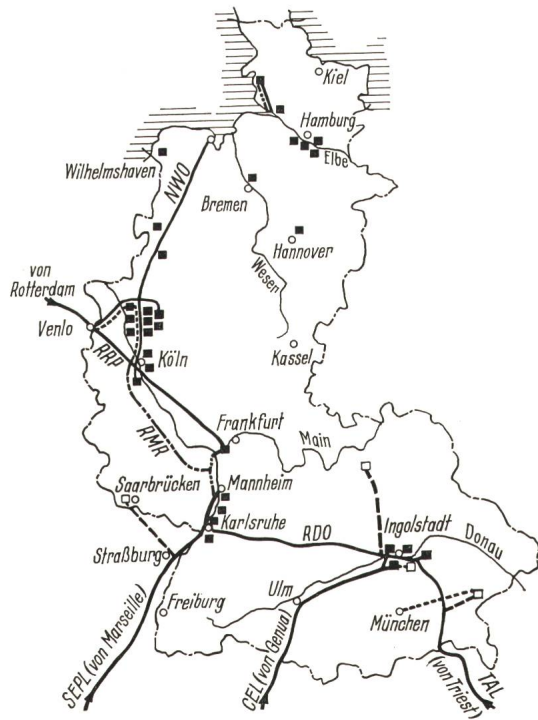 Kiel
Hamburg
Elbe
Wilhelmshaven
NWO
Bremen
Hannover
Weser
von
Rotterdam
Venlo
RRP
Köln
Kassel
RMR
Frankfurt
Main
Saarbrücken
Mannheim
Karlsruhe
RDO
Ingolstadt
Donau
Straßburg
Ulm
Freiburg
München
SEPL (von Marseille)
CEL (von Genua)
TAL
(von Triest)